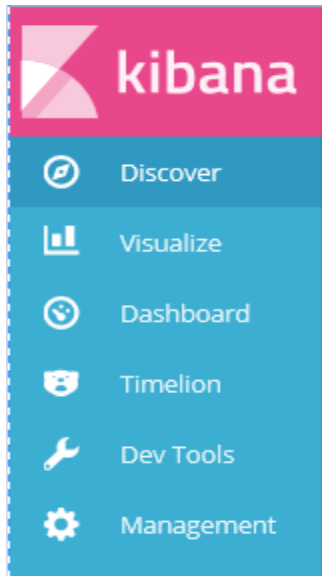 kibana
Discover
Visualize
Dashboard
Timelion
Dev Tools
Management